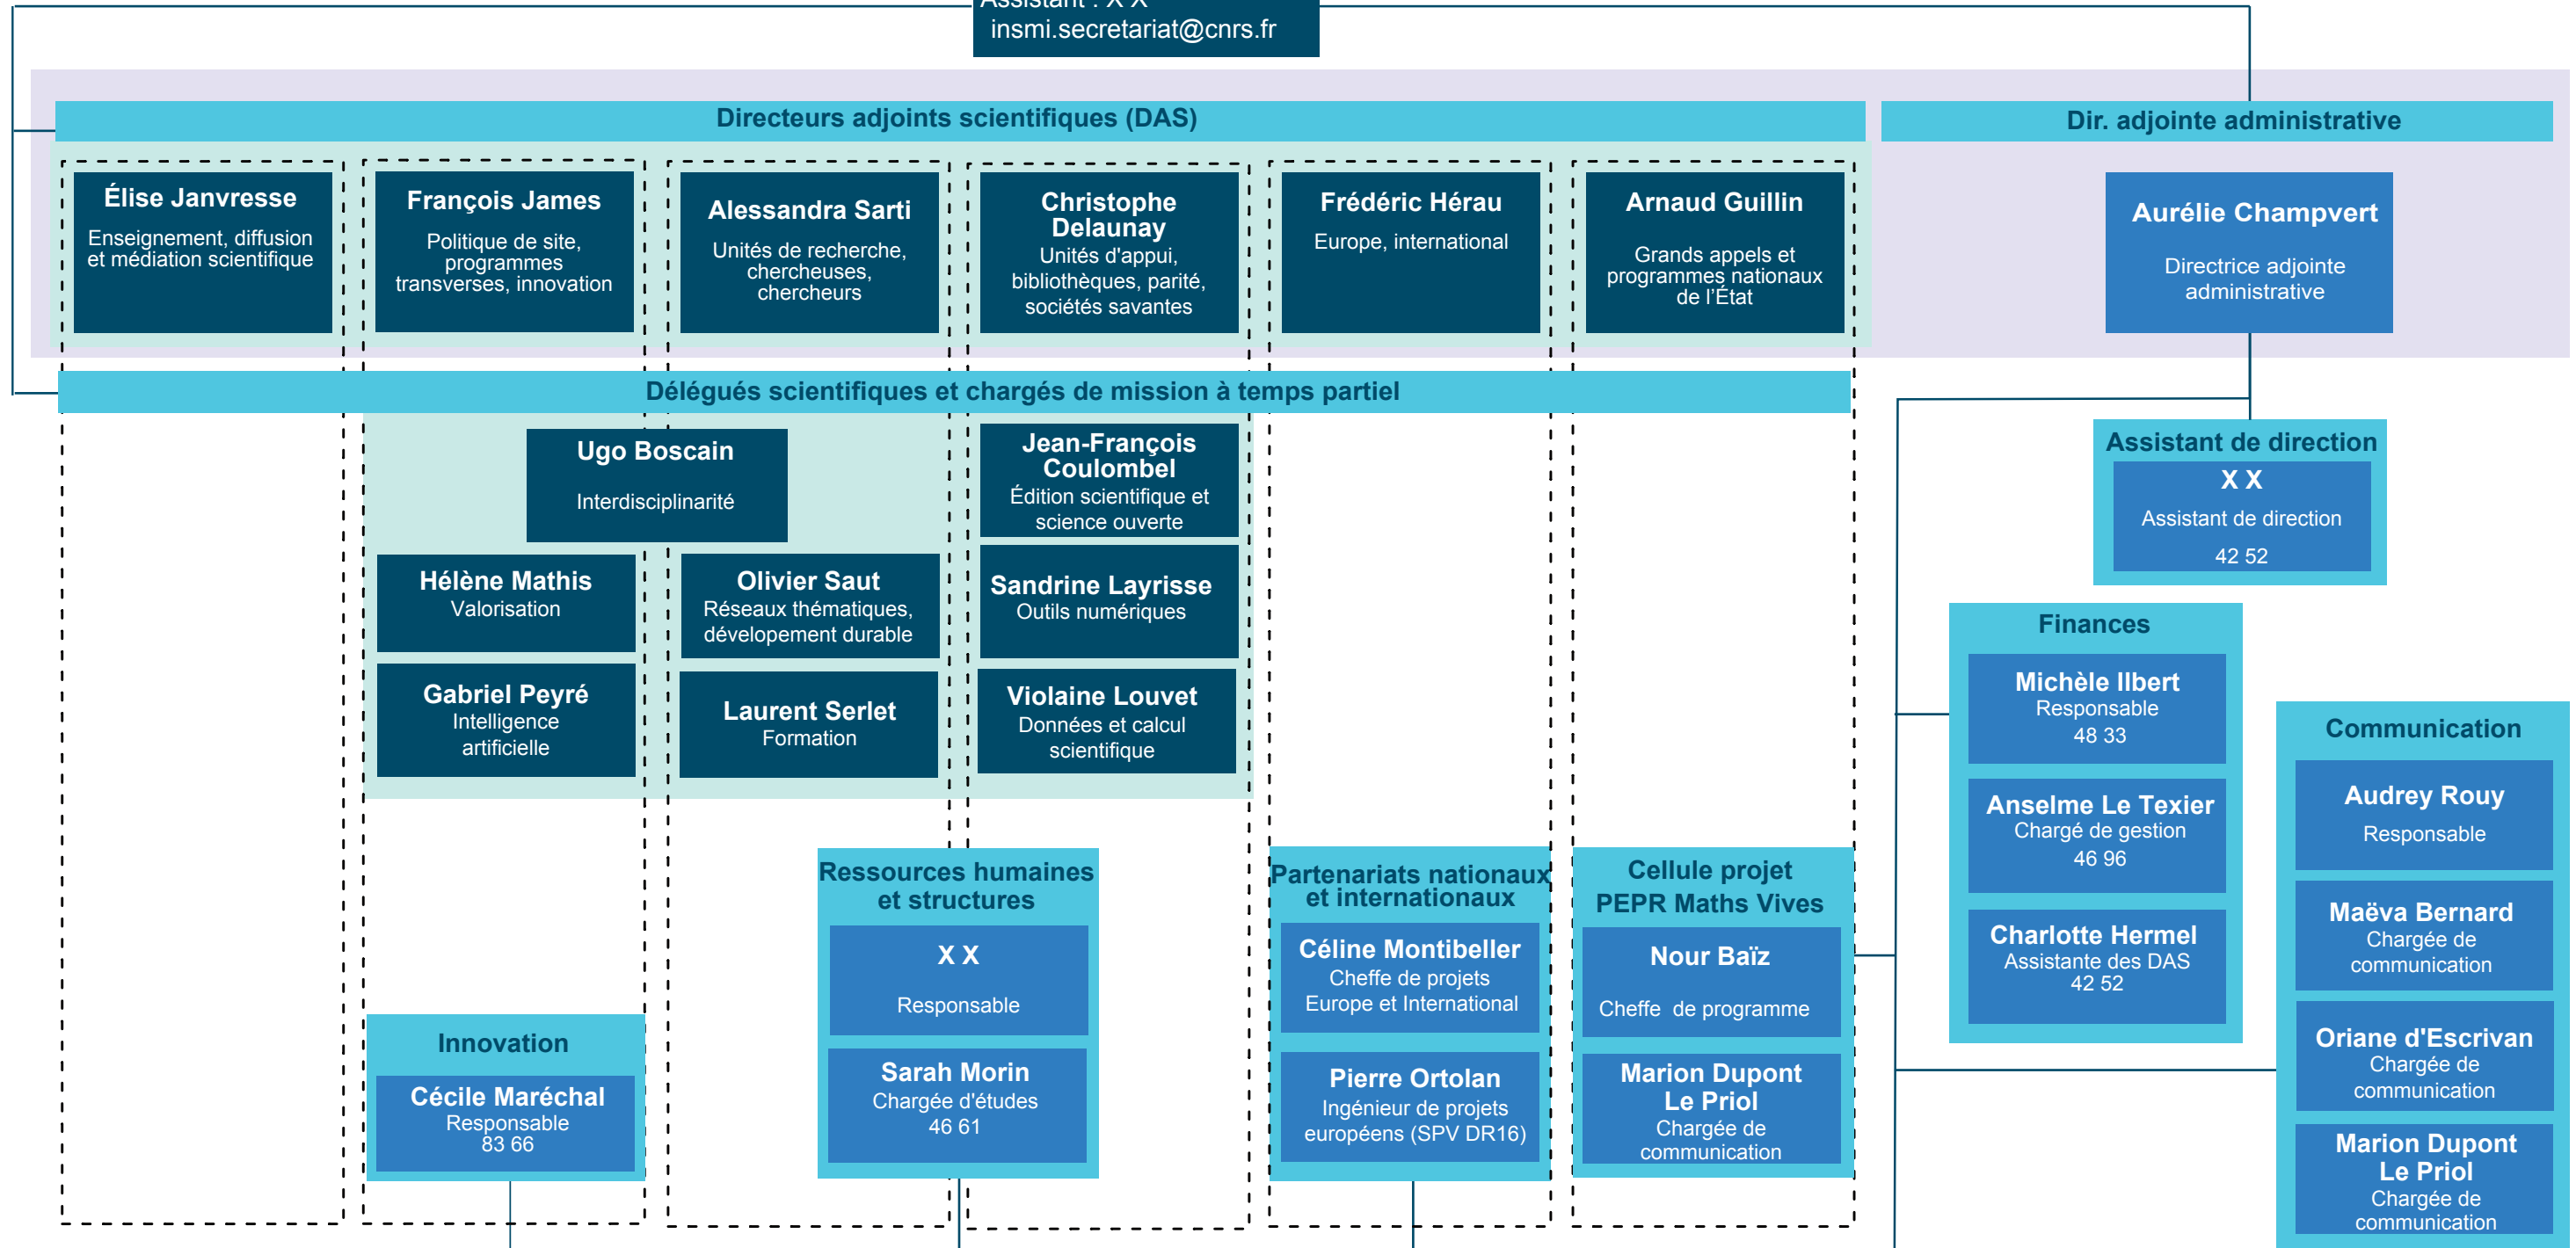 Assistant : X X
insmi.secretariat@cnrs.fr
Directeurs adjoints scientifiques (DAS)
Dir. adjointe administrative
Élise Janvresse
Enseignement, diffusion
et médiation scientifique
François James
Politique de site,
programmes
transverses, innovation
Alessandra Sarti
Unités de recherche,
chercheuses,
chercheurs
Christophe
Delaunay
Unités d'appui,
bibliothèques, parité,
sociétés savantes
Frédéric Hérau
Europe, international
Arnaud Guillin
Grands appels et
programmes nationaux
de l'État
Aurélie Champvert
Directrice adjointe
administrative
Délégués scientifiques et chargés de mission à temps partiel
Ugo Boscain
Interdisciplinarité
Hélène Mathis
Valorisation
Gabriel Peyré
Intelligence
artificielle
Olivier Saut
Réseaux thématiques,
dévelopement durable
Laurent Serlet
Formation
Jean-François
Coulombel
Édition scientifique et
science ouverte
Sandrine Layrisse
Outils numériques
Violaine Louvet
Données et calcul
scientifique
Assistant de direction
X X
Assistant de direction
42 52
Finances
Michèle Ilbert
Responsable
48 33
Anselme Le Texier
Chargé de gestion
46 96
Charlotte Hermel
Assistante des DAS
42 52
Communication
Audrey Rouy
Responsable
Maëva Bernard
Chargée de
communication
Oriane d'Escrivan
Chargée de
communication
Marion Dupont
Le Priol
Chargée de
communication
Innovation
Cécile Maréchal
Responsable
83 66
Ressources humaines
et structures
X X
Responsable
Sarah Morin
Chargée d'études
46 61
Partenariats nationaux
et internationaux
Céline Montibeller
Cheffe de projets
Europe et International
Pierre Ortolan
Ingénieur de projets
européens (SPV DR16)
Cellule projet
PEPR Maths Vives
Nour Baïz
Cheffe de programme
Marion Dupont
Le Priol
Chargée de
communication